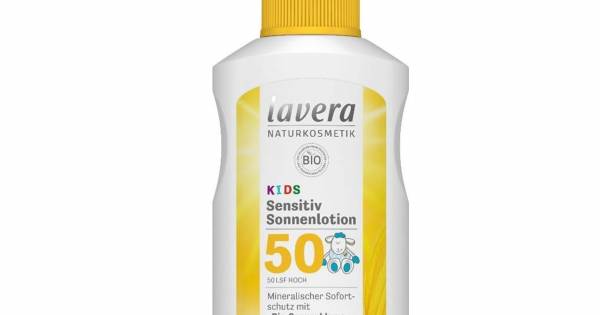 lavera
NATURKOSMETIK
BIO
KIDS
Sensitiv
Sonnenlotion
50
50 LSF HOCH
Mineralischer Sofort-
schutz mit